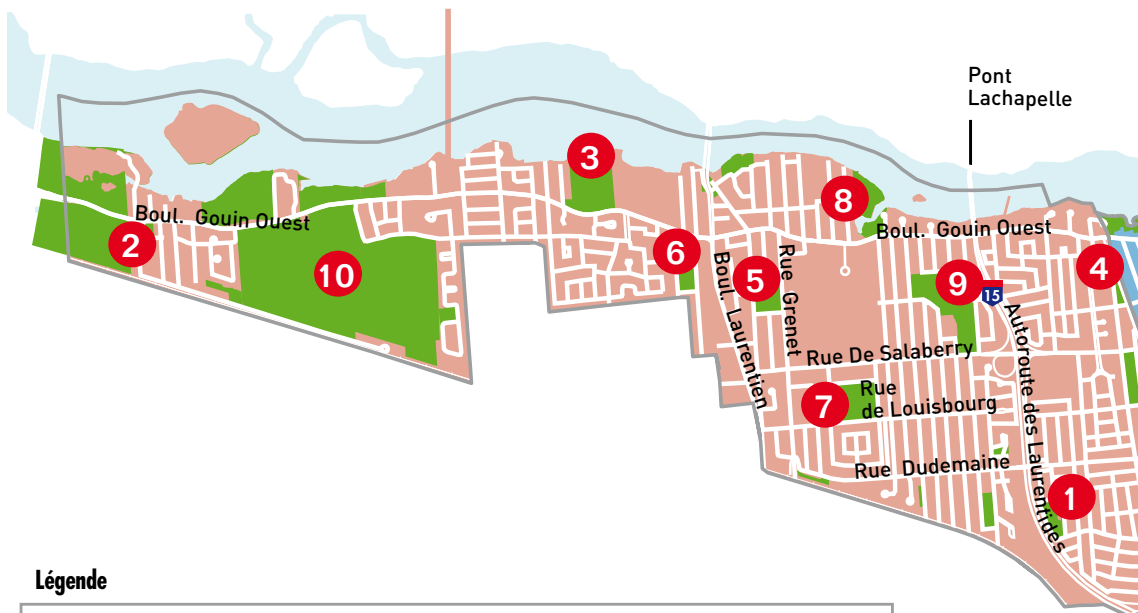 Pont
Lachapelle
3
8
Boul. Gouin Ouest
Boul. Gouin Ouest
2
10
6
5
9
4
15
Boul. Laurentien
Rue Grenet
Autoroute des Laurentides
Rue De Salaberry
7
Rue
de Louisbourg
Rue Dudemaine
1
Légende